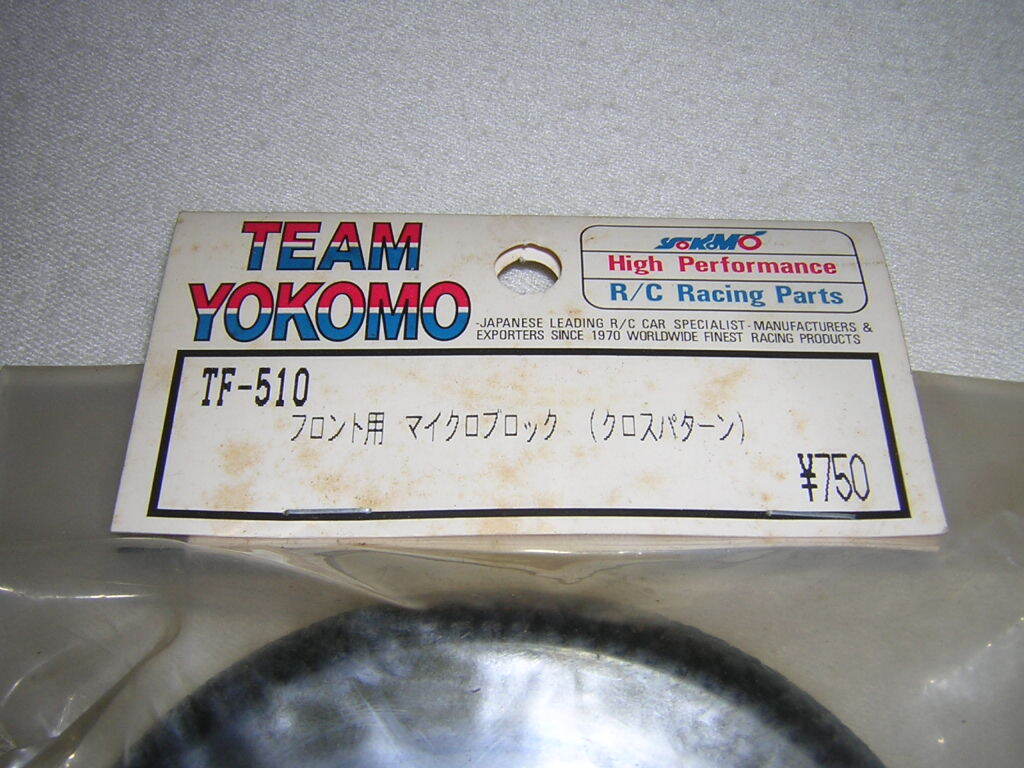 TEAM
YOKOMO
YOKOMO
High Performance
R/C Racing Parts
-JAPANESE LEADING R/C CAR SPECIALIST-MANUFACTURERS &
EXPORTERS SINCE 1970 WORLDWIDE FINEST RACING PRODUCTS
TF-510
フロント用 マイクロブロック (クロスパターン)
¥750